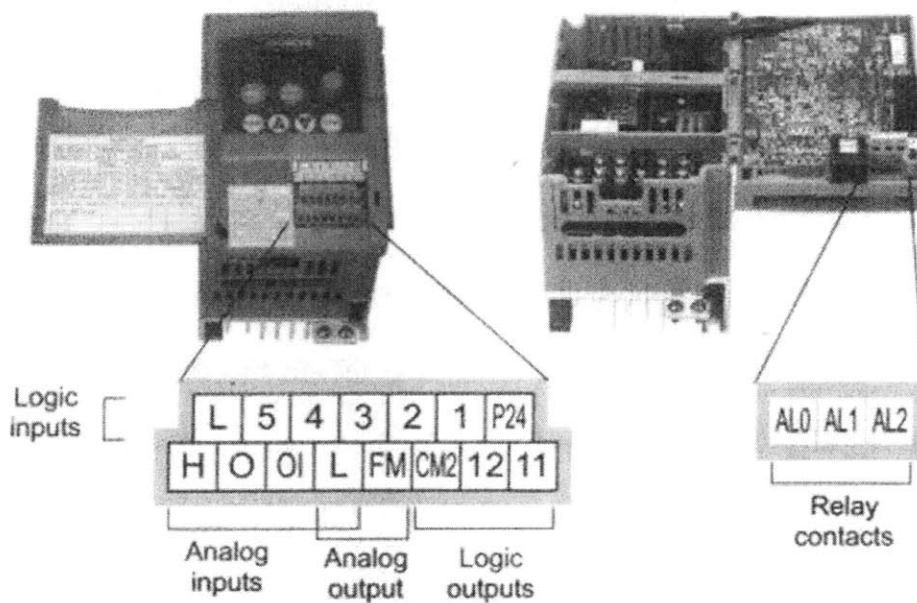 Logic
inputs
L 5 4 3 2 1 P24
H O OI L FM CM2 12 11
Analog
inputs
Analog
output
Logic
outputs
AL0 AL1 AL2
Relay
contacts